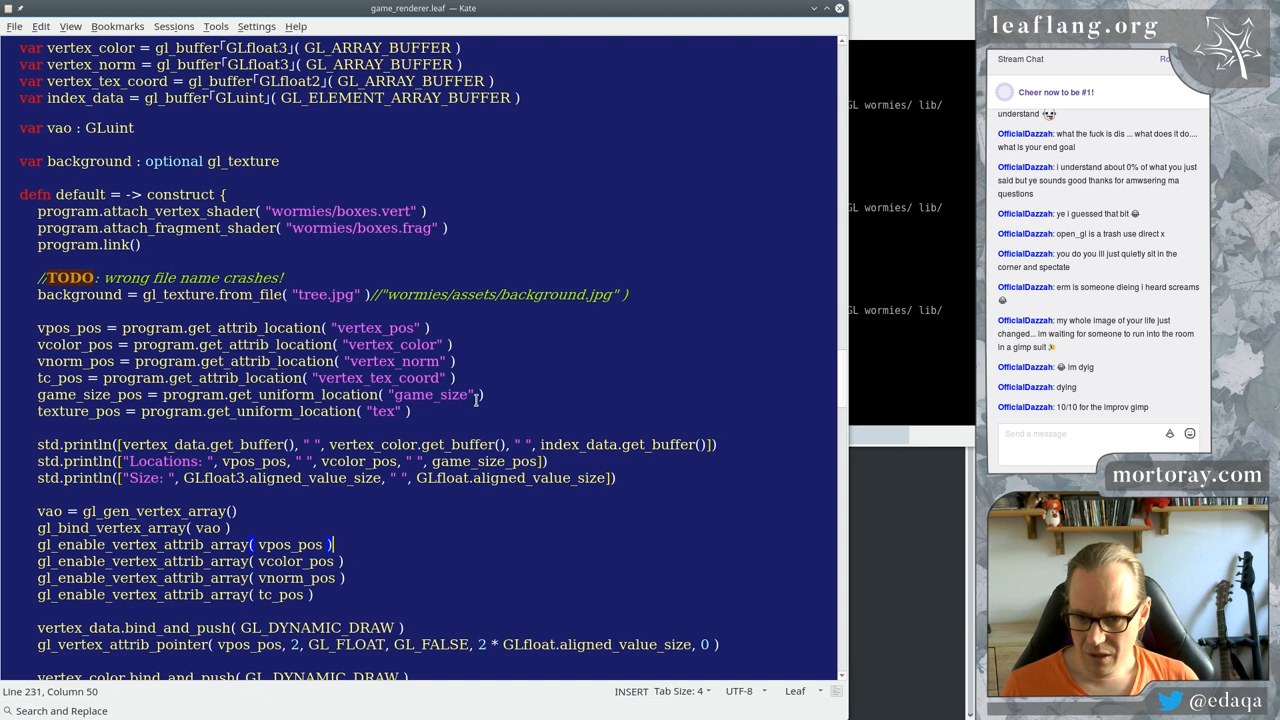 game_renderer.leaf — Kate
File Edit View Bookmarks Sessions Tools Settings Help
var vertex_color = gl_buffer「GLfloat3」( GL_ARRAY_BUFFER )
var vertex_norm = gl_buffer「GLfloat3」( GL_ARRAY_BUFFER )
var vertex_tex_coord = gl_buffer「GLfloat2」( GL_ARRAY_BUFFER )
var index_data = gl_buffer「GLuint」( GL_ELEMENT_ARRAY_BUFFER )
var vao : GLuint
var background : optional gl_texture
defn default = -> construct {
program.attach_vertex_shader( "wormies/boxes.vert" )
program.attach_fragment_shader( "wormies/boxes.frag" )
program.link()
//TODO: wrong file name crashes!
background = gl_texture.from_file( "tree.jpg" )//"wormies/assets/background.jpg" )
vpos_pos = program.get_attrib_location( "vertex_pos" )
vcolor_pos = program.get_attrib_location( "vertex_color" )
vnorm_pos = program.get_attrib_location( "vertex_norm" )
tc_pos = program.get_attrib_location( "vertex_tex_coord" )
game_size_pos = program.get_uniform_location( "game_size" )
texture_pos = program.get_uniform_location( "tex" )
std.println([vertex_data.get_buffer(), " ", vertex_color.get_buffer(), " ", index_data.get_buffer()])
std.println(["Locations: ", vpos_pos, " ", vcolor_pos, " ", game_size_pos])
std.println(["Size: ", GLfloat3.aligned_value_size, " ", GLfloat.aligned_value_size])
vao = gl_gen_vertex_array()
gl_bind_vertex_array( vao )
gl_enable_vertex_attrib_array( vpos_pos )
gl_enable_vertex_attrib_array( vcolor_pos )
gl_enable_vertex_attrib_array( vnorm_pos )
gl_enable_vertex_attrib_array( tc_pos )
vertex_data.bind_and_push( GL_DYNAMIC_DRAW )
gl_vertex_attrib_pointer( vpos_pos, 2, GL_FLOAT, GL_FALSE, 2 * GLfloat.aligned_value_size, 0 )
vertex_color.bind_and_push( GL_DYNAMIC_DRAW )
Line 231, Column 50 INSERT Tab Size: 4 UTF-8 Leaf
Search and Replace
GL wormies/ lib/
GL wormies/ lib/
GL wormies/ lib/
leaflang.org
Stream Chat
Cheer now to be #1!
understand
OfficialDazzah: what the fuck is dis ... what does it do....
what is your end goal
OfficialDazzah: i understand about 0% of what you just
said but ye sounds good thanks for amwsering ma
questions
OfficialDazzah: ye i guessed that bit 😂
OfficialDazzah: open_gl is a trash use direct x
OfficialDazzah: you do you ill just quietly sit in the
corner and spectate
OfficialDazzah: erm is someone dieing i heard screams
😂
OfficialDazzah: my whole image of your life just
changed... im waiting for someone to run into the room
in a gimp suit 🎉
OfficialDazzah: 😂 im dyig
OfficialDazzah: dying
OfficialDazzah: 10/10 for the improv gimp
Send a message
mortoray.com
@edaqa